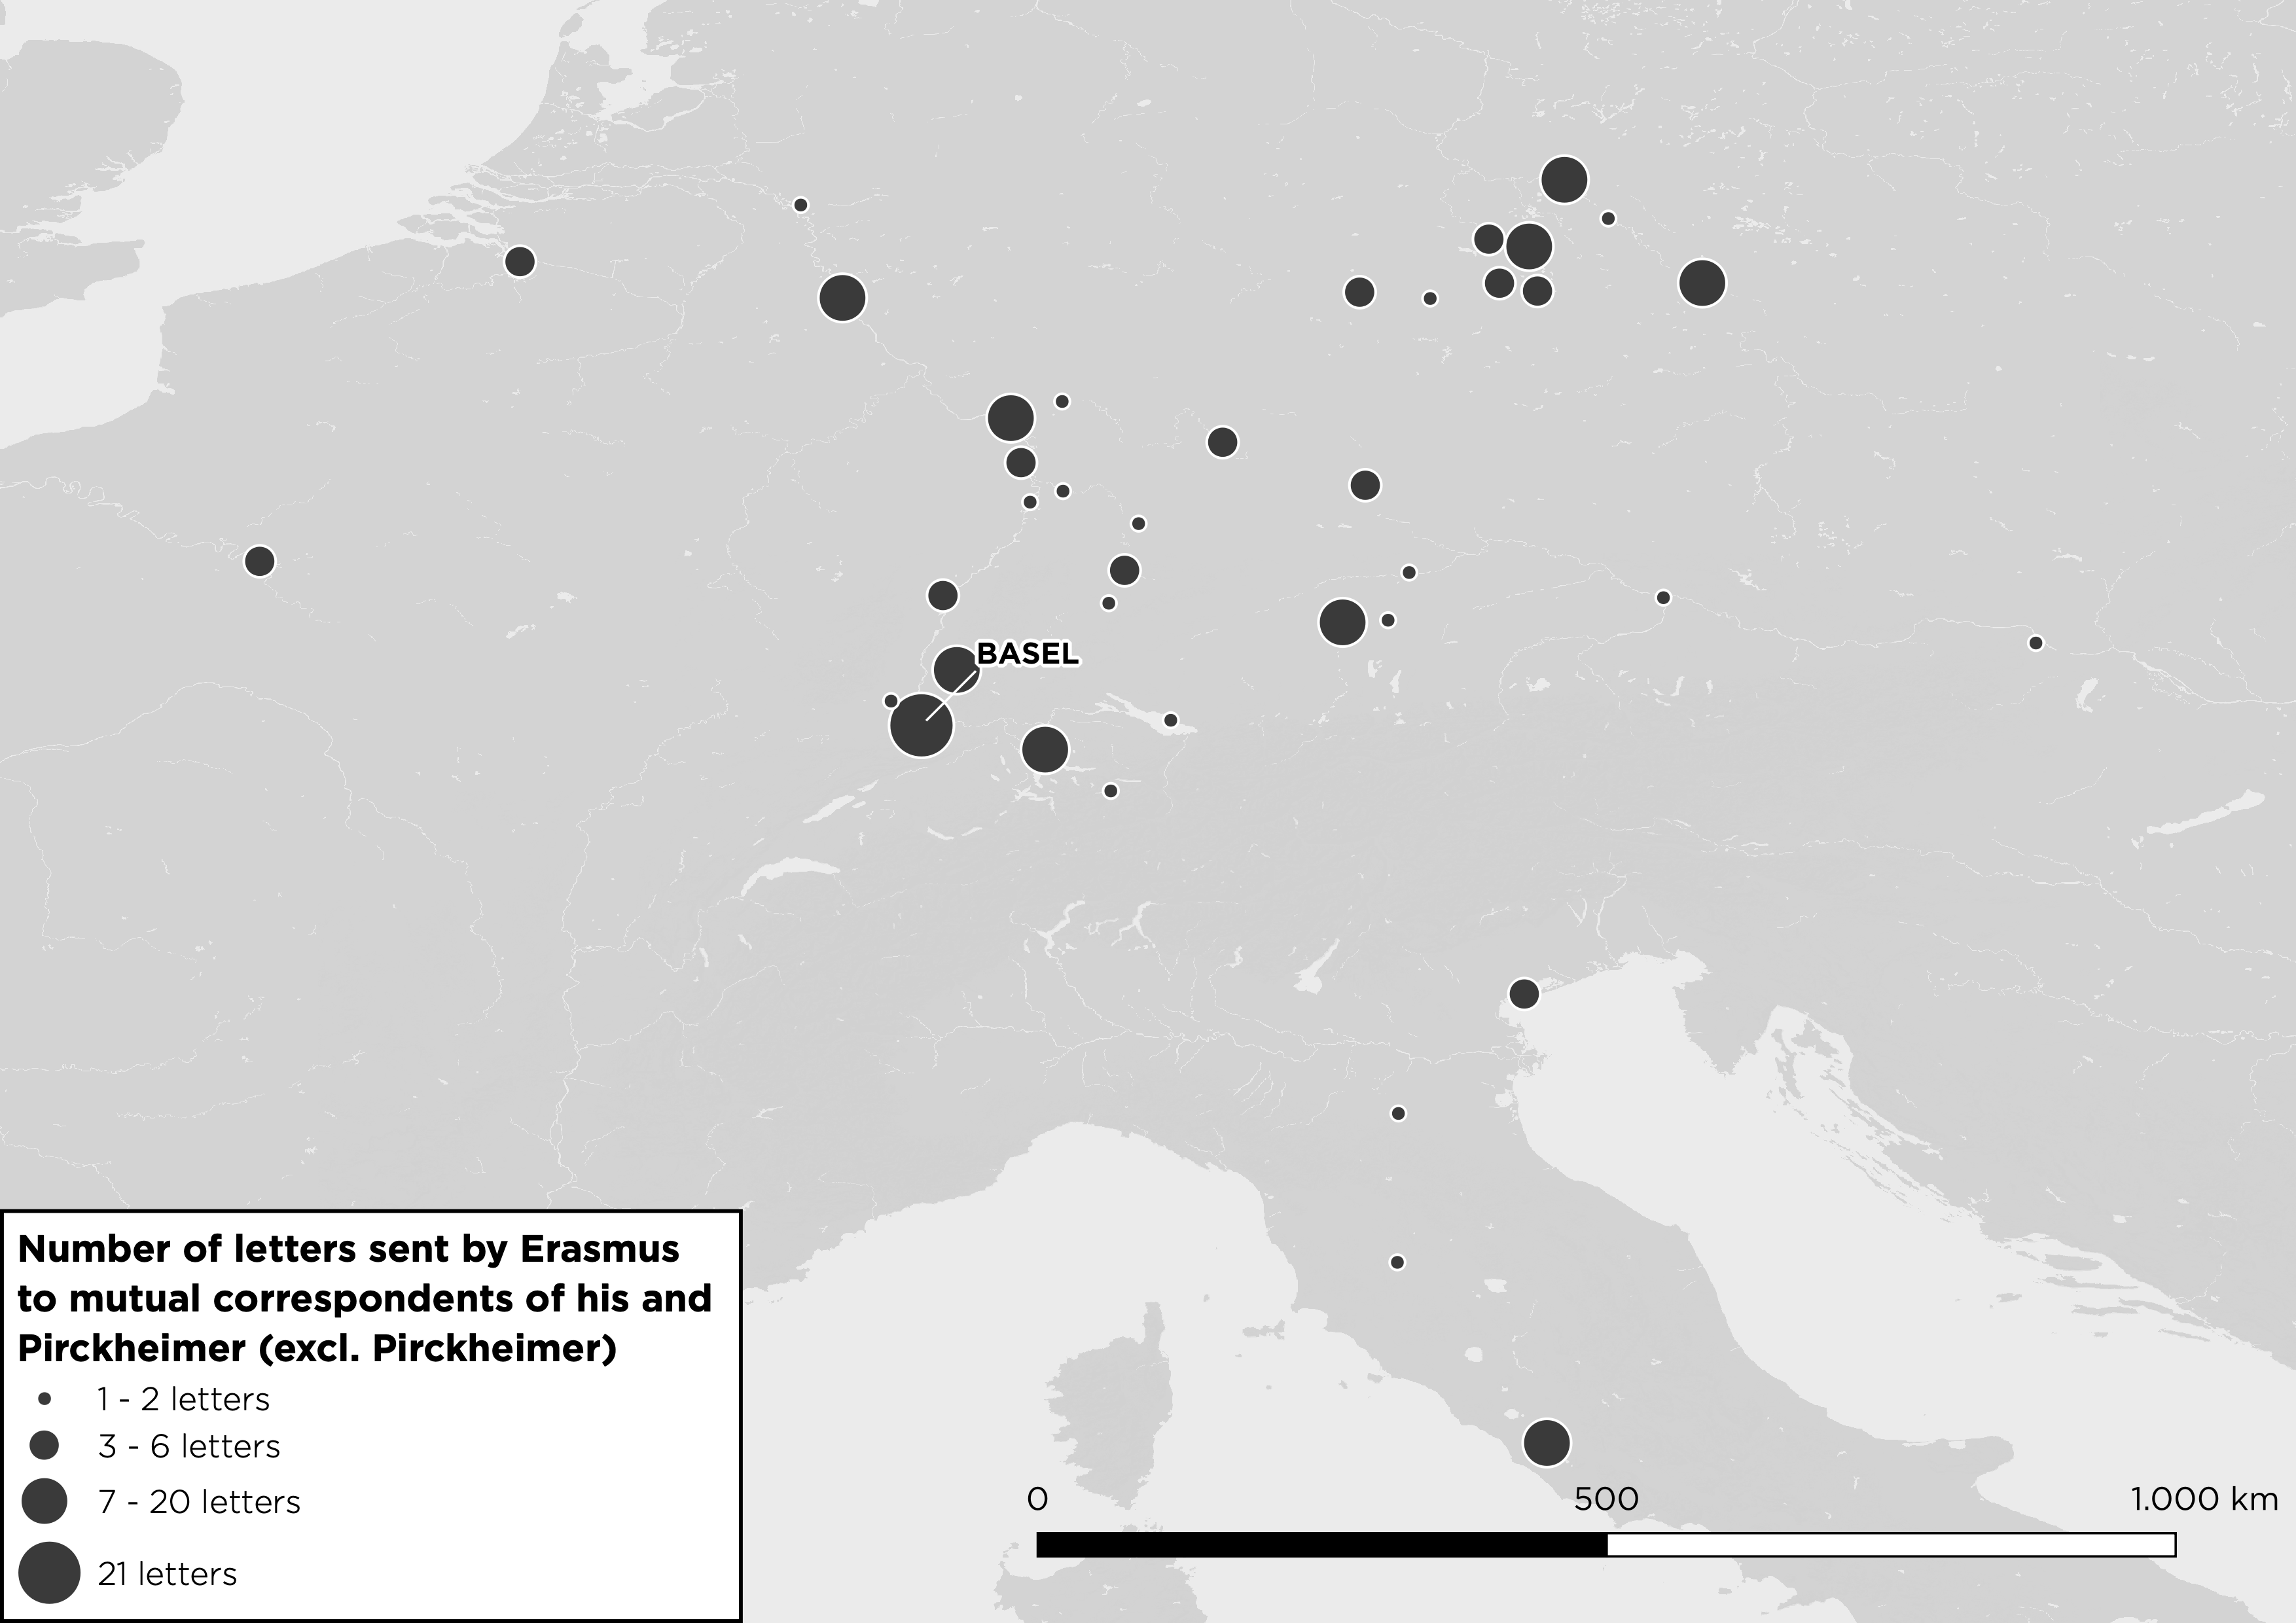 BASEL
Number of letters sent by Erasmus
to mutual correspondents of his and
Pirckheimer (excl. Pirckheimer)
1 - 2 letters
3 - 6 letters
7 - 20 letters
21 letters
0 500 1.000 km